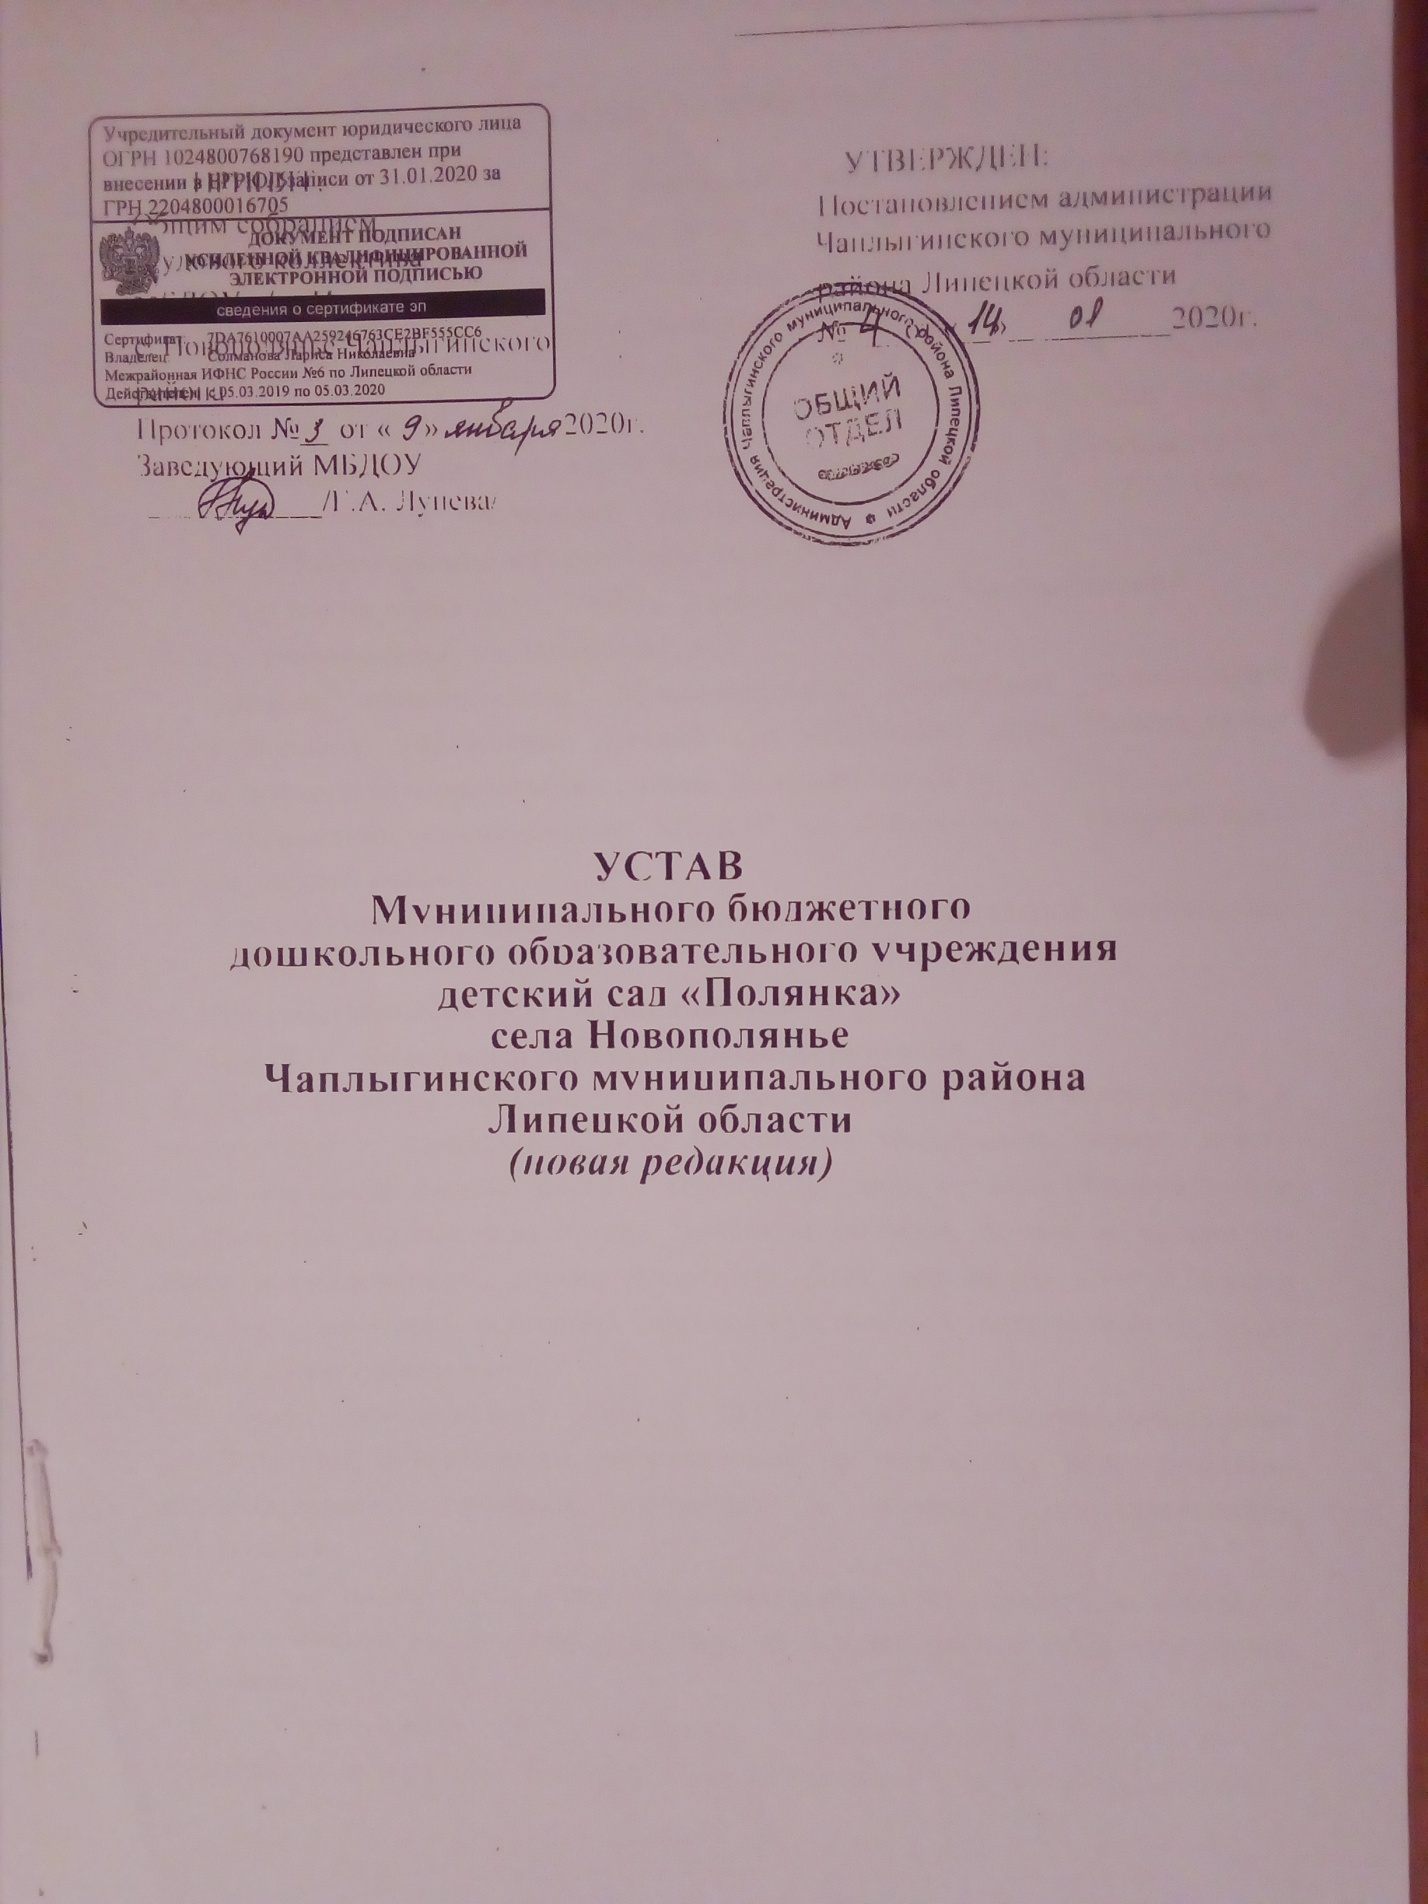 Учредительный документ юридического лица
ОГРН 1024800768190 представлен при
внесении в ЕГРЮЛ записи от 31.01.2020 за
ГРН 2204800016705
общим собранием
ДОКУМЕНТ ПОДПИСАН
УСИЛЕННОЙ КВАЛИФИЦИРОВАННОЙ
ЭЛЕКТРОННОЙ ПОДПИСЬЮ
коллектива
сведения о сертификате эп
Сертификат: 7DA7610007AA259246763CE2BF555CC6
Владелец: Солманова Лариса Николаевна
Чаплыгинского
Межрайонная ИФНС России №6 по Липецкой области
Действителен: с 05.03.2019 по 05.03.2020
Протокол № 3 от « 9 » января 2020г.
Заведующий МБДОУ
/Г.А. Лунева/
УТВЕРЖДЕН:
Постановлением администрации
Чаплыгинского муниципального
района Липецкой области
№ 4 от « 14 » 01 2020г.
Администрация Чаплыгинского муниципального района Липецкой области
ОБЩИЙ
ОТДЕЛ
УСТАВ
Муниципального бюджетного
дошкольного образовательного учреждения
детский сад «Полянка»
села Новополянье
Чаплыгинского муниципального района
Липецкой области
(новая редакция)